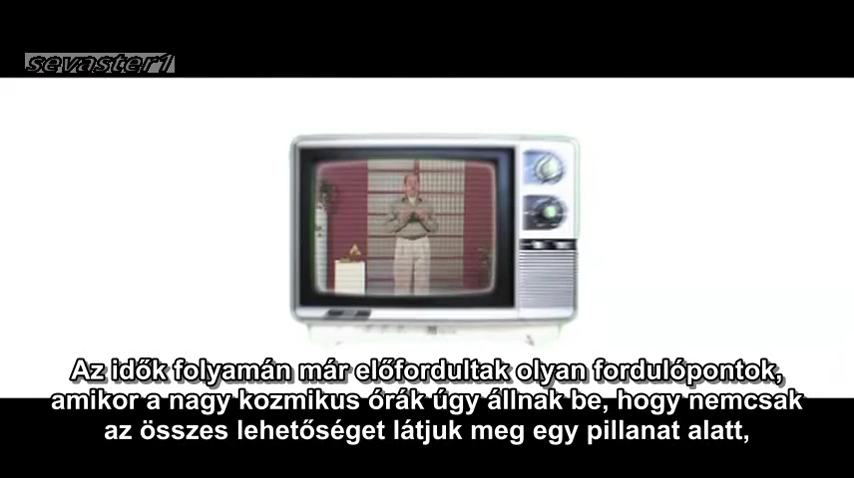 sevaster1
Az idők folyamán már előfordultak olyan fordulópontok,
amikor a nagy kozmikus órák úgy állnak be, hogy nemcsak
az összes lehetőséget látjuk meg egy pillanat alatt,